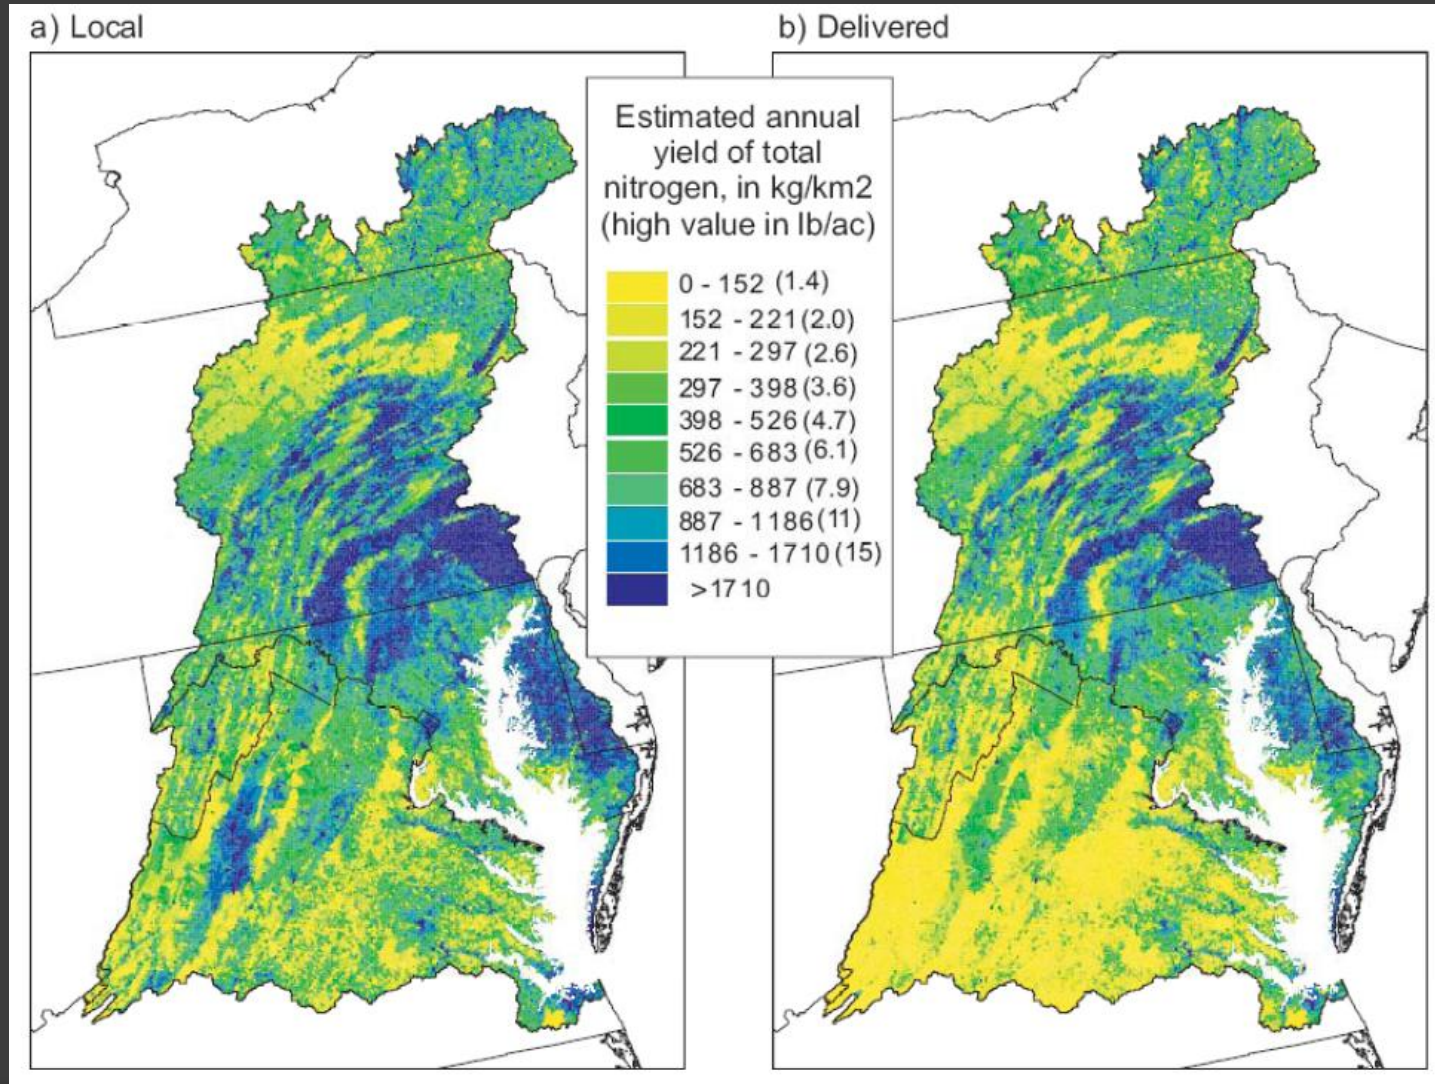 a) Local
b) Delivered
Estimated annual
yield of total
nitrogen, in kg/km2
(high value in lb/ac)
0 - 152 (1.4)
152 - 221 (2.0)
221 - 297 (2.6)
297 - 398 (3.6)
398 - 526 (4.7)
526 - 683 (6.1)
683 - 887 (7.9)
887 - 1186 (11)
1186 - 1710 (15)
>1710